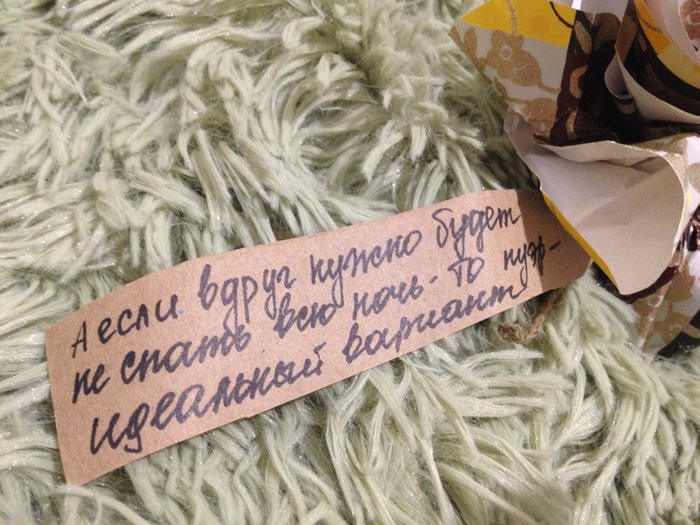 А если вдруг нужно будет
не спать всю ночь - то пуэр-
идеальный вариант